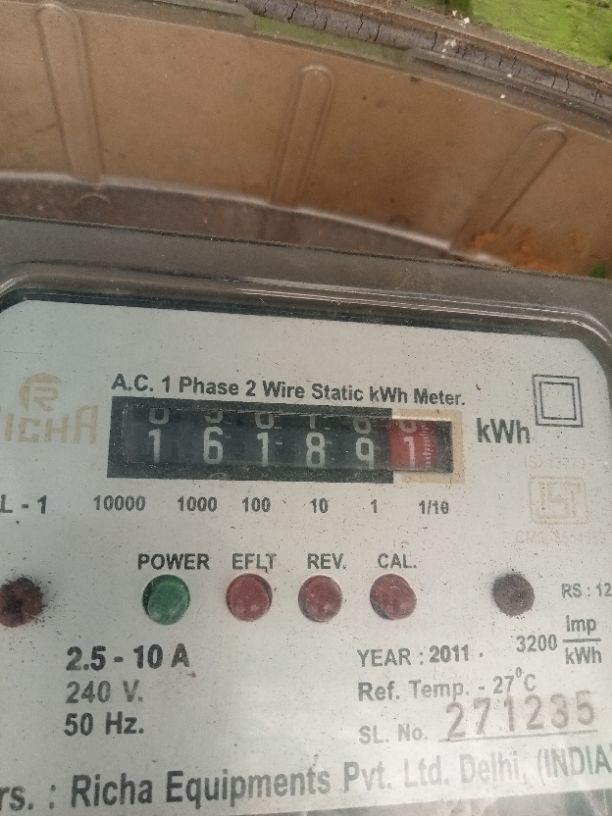 RICHA
A.C. 1 Phase 2 Wire Static kWh Meter.
1 6 1 8 9 1 kWh
L - 1 10000 1000 100 10 1 1/10
POWER EFLT REV. CAL.
RS : 12
2.5 - 10 A
240 V.
50 Hz.
YEAR : 2011 .
3200 imp/kWh
Ref. Temp. - 27°C
SL. No. 271235
rs. : Richa Equipments Pvt. Ltd. Delhi, (INDIA